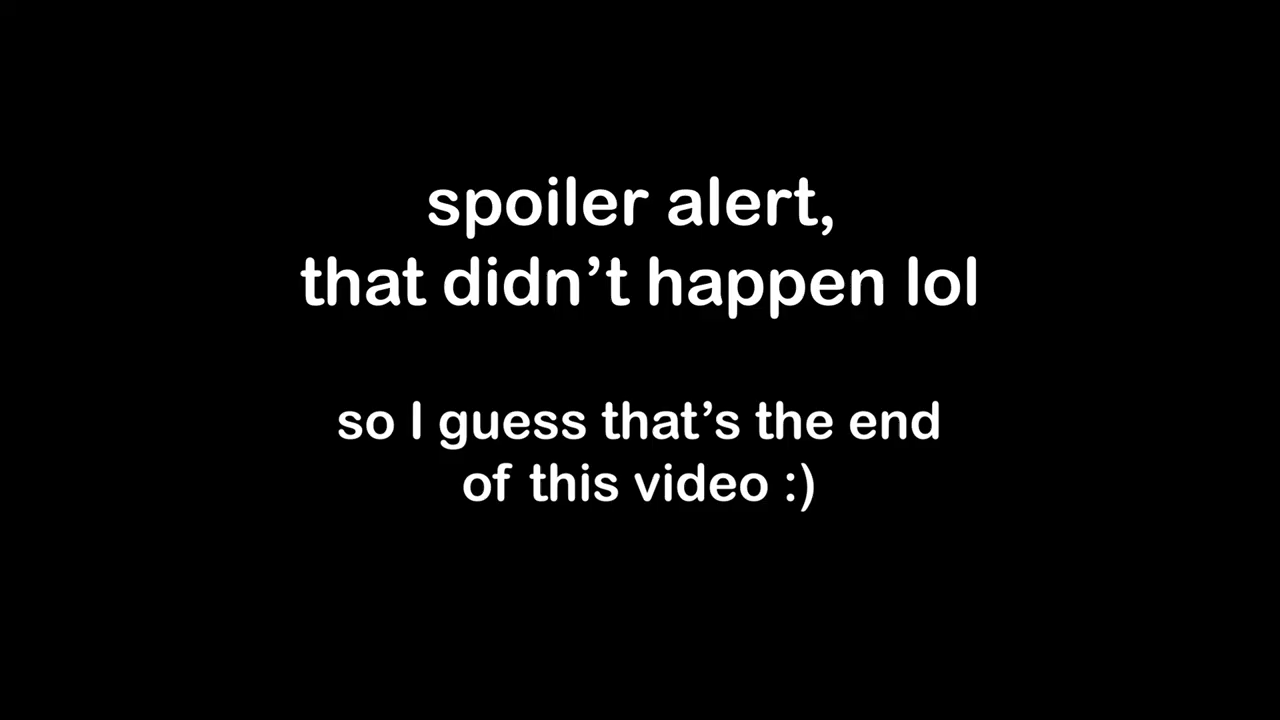 spoiler alert,
that didn’t happen lol
so I guess that’s the end
of this video :)